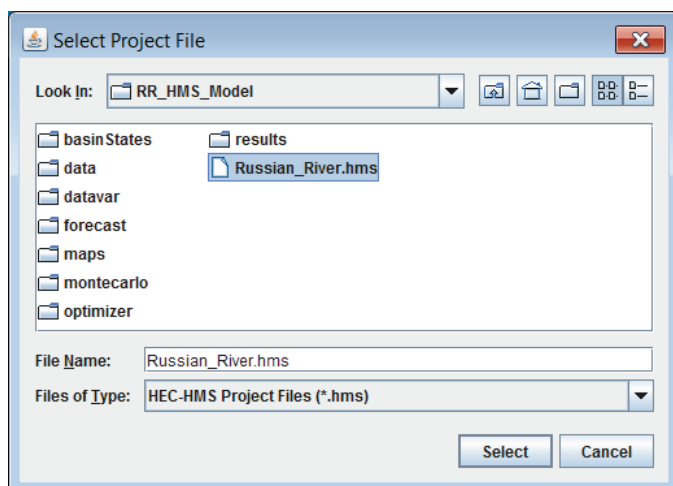 Select Project File
Look In: RR_HMS_Model
basinStates
data
datavar
forecast
maps
montecarlo
optimizer
results
Russian_River.hms
File Name: Russian_River.hms
Files of Type: HEC-HMS Project Files (*.hms)
Select Cancel